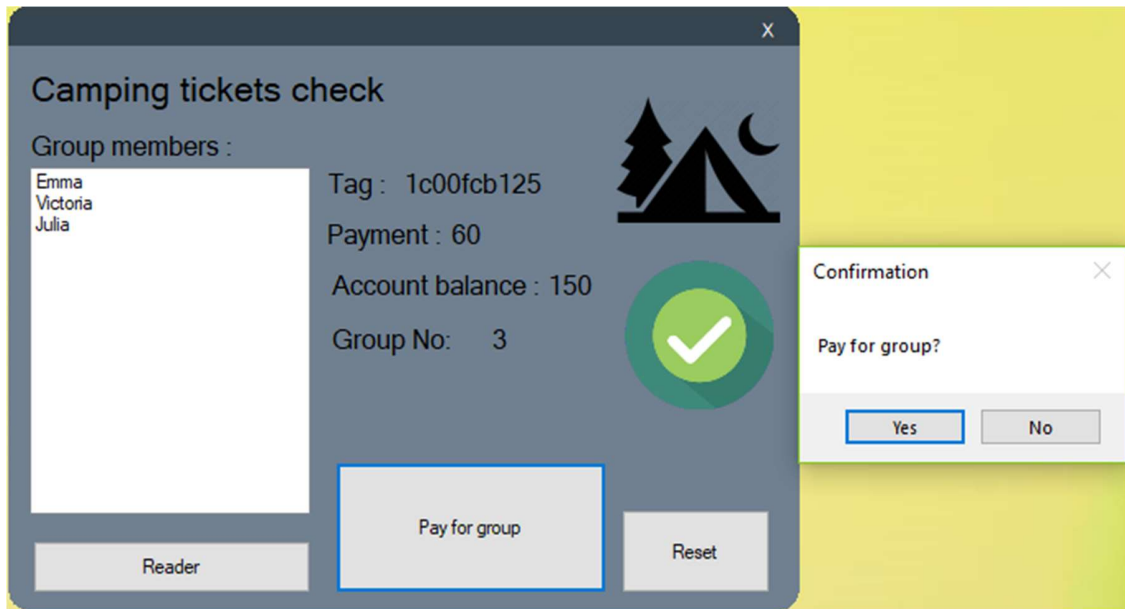 X
Camping tickets check
Group members :
Emma
Victoria
Julia
Tag : 1c00fcb125
Payment : 60
Account balance : 150
Group No: 3
Reader
Pay for group
Reset
Confirmation
Pay for group?
Yes
No